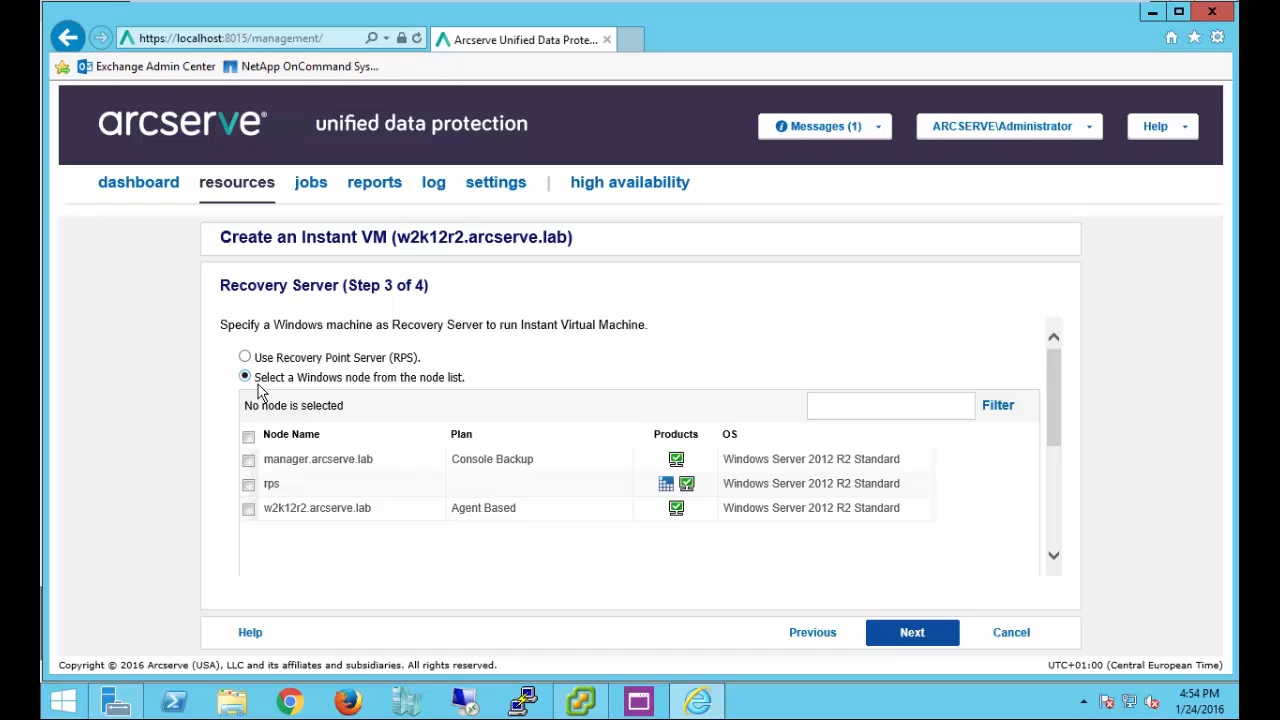 https://localhost:8015/management/
Arcserve Unified Data Prote...
Exchange Admin Center
NetApp OnCommand Sys...
arcserve®
unified data protection
Messages (1)
ARCSERVE\Administrator
Help
dashboard
resources
jobs
reports
log
settings
|
high availability
Create an Instant VM (w2k12r2.arcserve.lab)
Recovery Server (Step 3 of 4)
Specify a Windows machine as Recovery Server to run Instant Virtual Machine.
Use Recovery Point Server (RPS).
Select a Windows node from the node list.
No node is selected
Filter
Node Name Plan Products OS
manager.arcserve.lab Console Backup Windows Server 2012 R2 Standard
rps Windows Server 2012 R2 Standard
w2k12r2.arcserve.lab Agent Based Windows Server 2012 R2 Standard
Help
Previous
Next
Cancel
Copyright © 2016 Arcserve (USA), LLC and its affiliates and subsidiaries. All rights reserved.
UTC+01:00 (Central European Time)
4:54 PM
1/24/2016